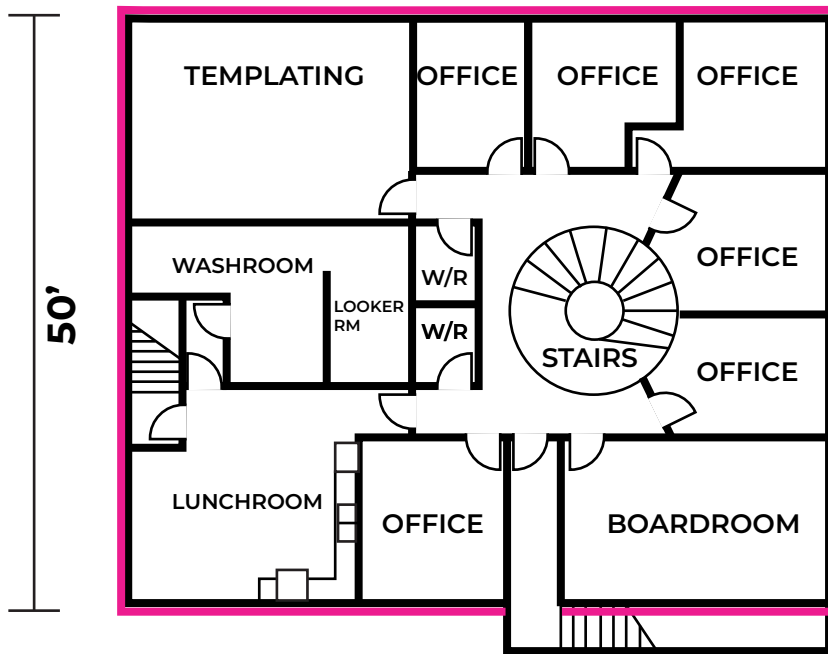 TEMPLATING
OFFICE
OFFICE
OFFICE
50’
WASHROOM
LOOKER
RM
W/R
W/R
OFFICE
STAIRS
OFFICE
LUNCHROOM
OFFICE
BOARDROOM